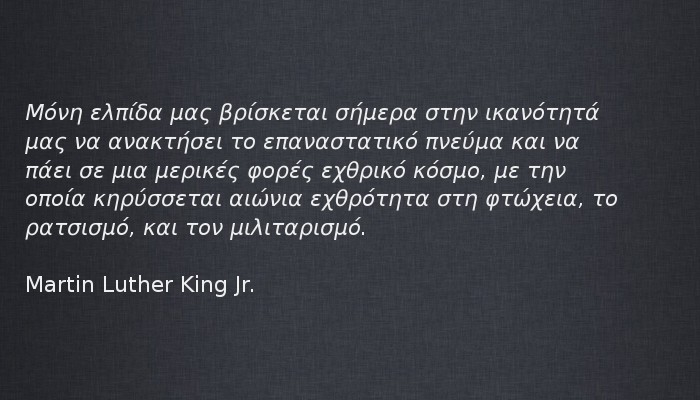 Μόνη ελπίδα μας βρίσκεται σήμερα στην ικανότητά
μας να ανακτήσει το επαναστατικό πνεύμα και να
πάει σε μια μερικές φορές εχθρικό κόσμο, με την
οποία κηρύσσεται αιώνια εχθρότητα στη φτώχεια, το
ρατσισμό, και τον μιλιταρισμό.
Martin Luther King Jr.